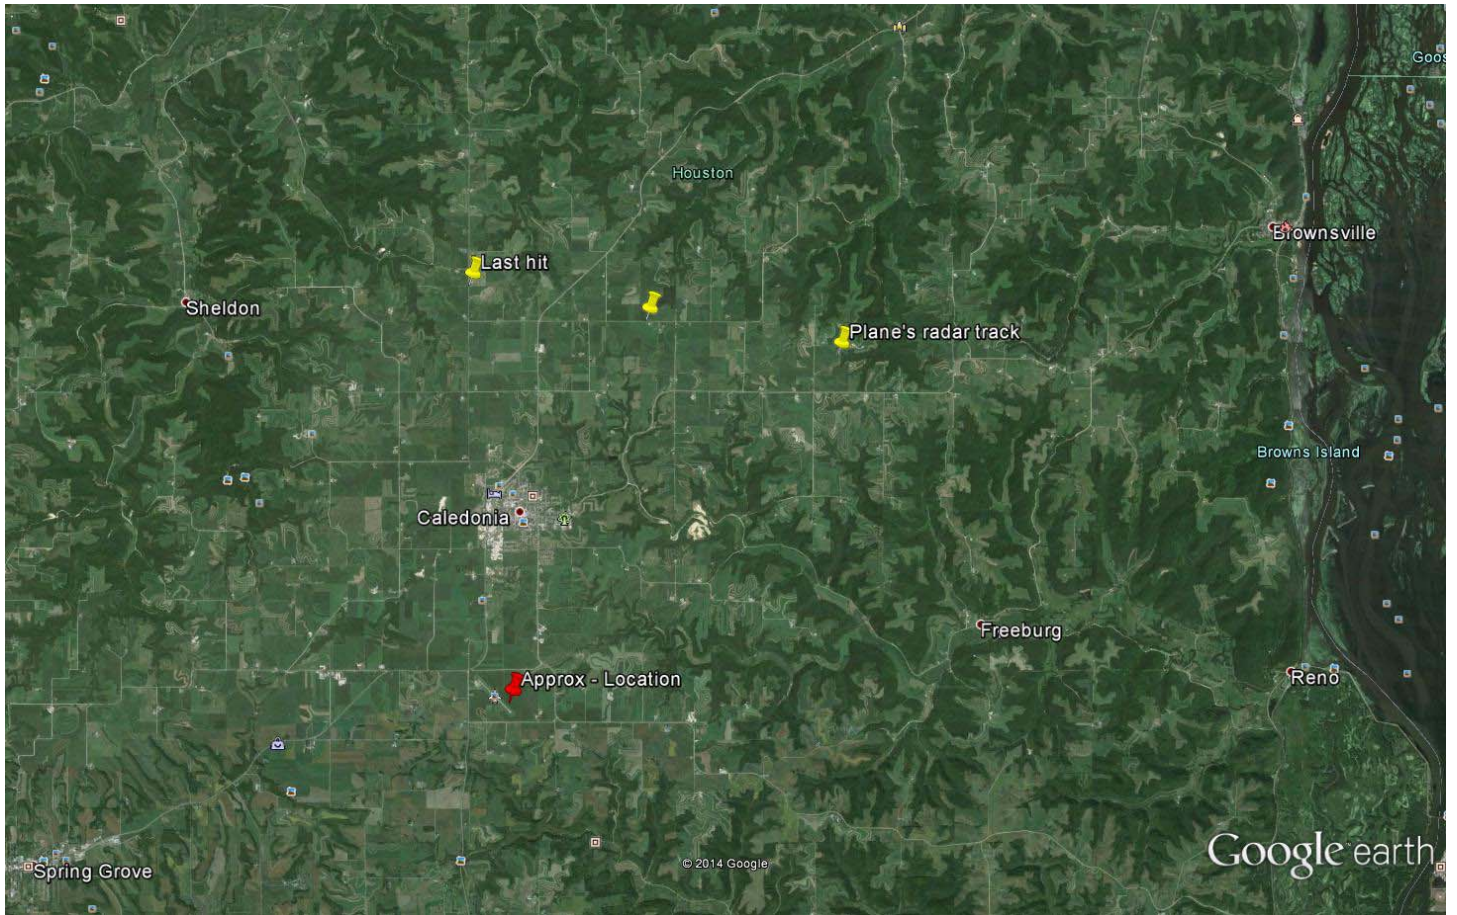 Goos
Houston
Brownsville
Last hit
Sheldon
Plane's radar track
Browns Island
Caledonia
Freeburg
Approx - Location
Reno
Spring Grove
© 2014 Google
Google earth